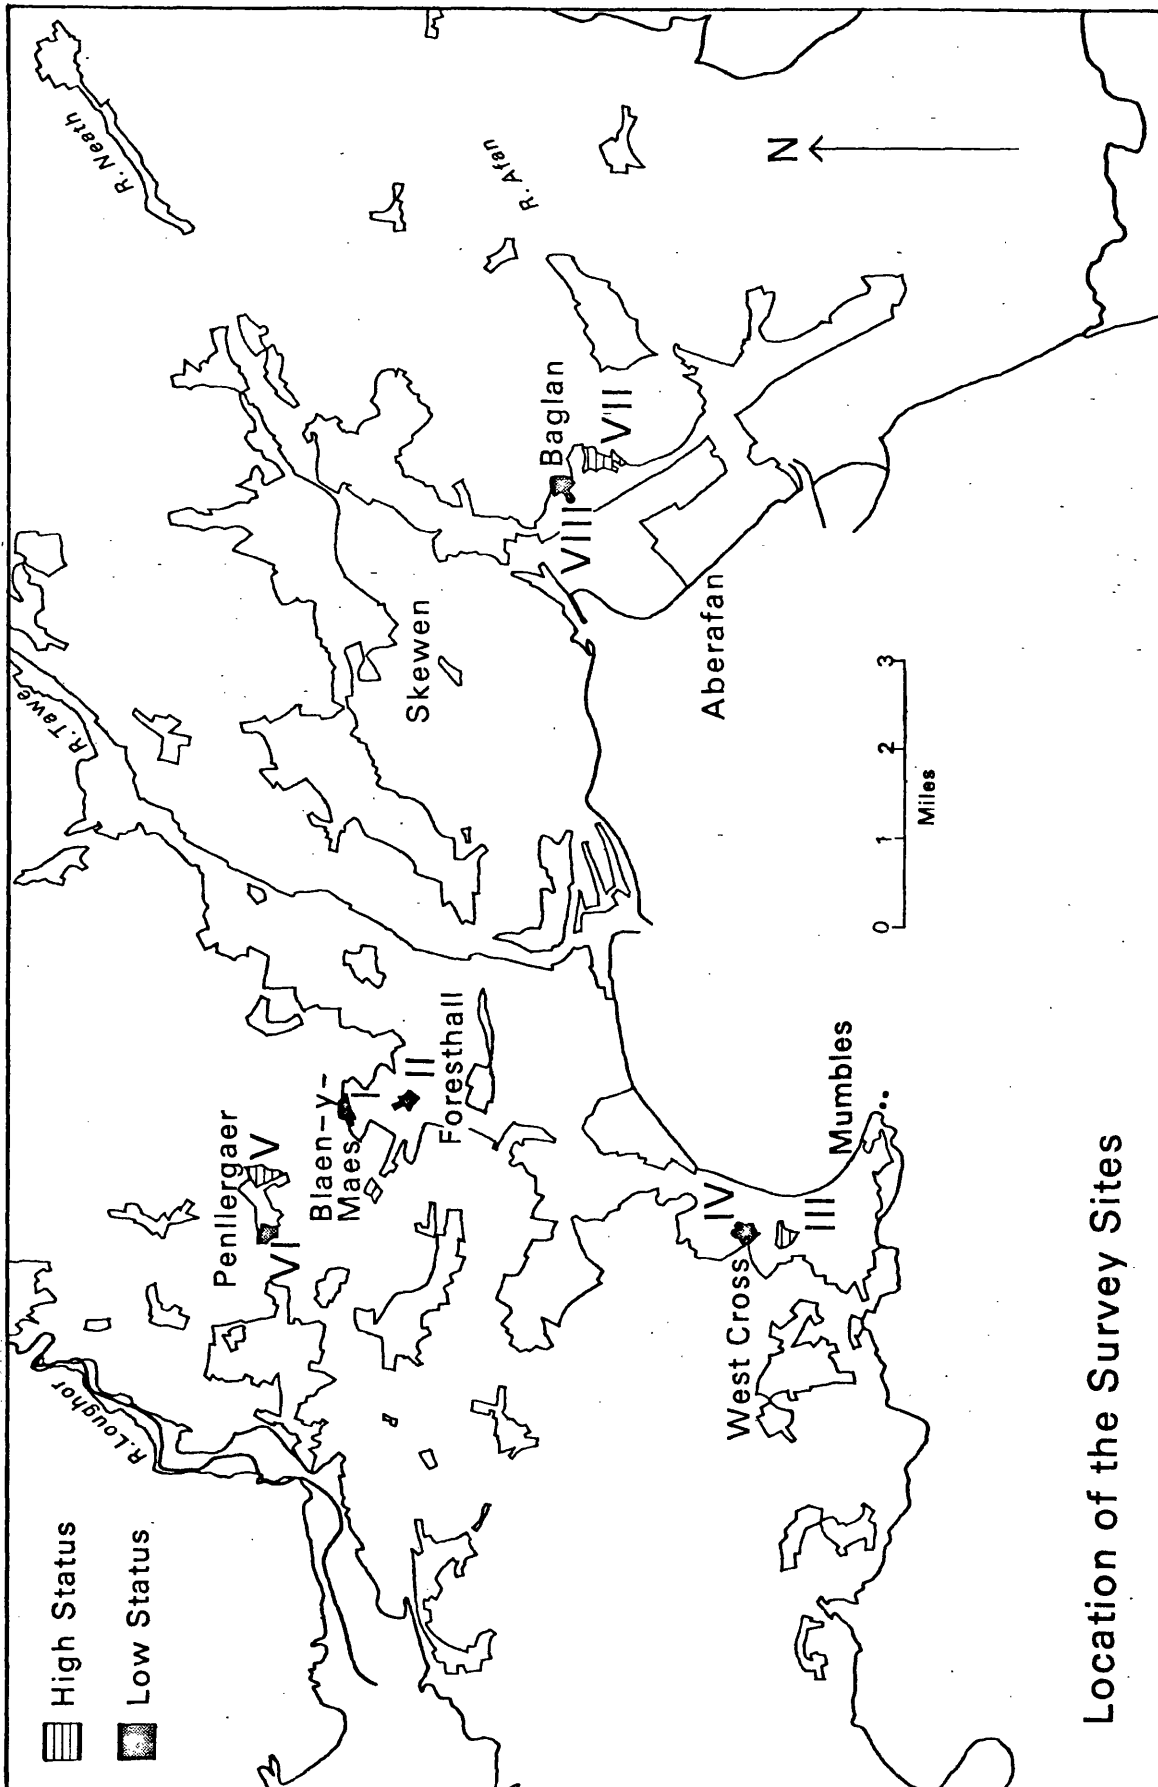 High Status
Low Status
R. Loughor
R. Tawe
R. Neath
R. Afan
Penllergaer
V
VI
Blaen-y-
Maes
I
II
Foresthall
Skewen
Baglan
VII
VIII
Aberafan
West Cross
IV
III
Mumbles
N
0 1 2 3
Miles
Location of the Survey Sites